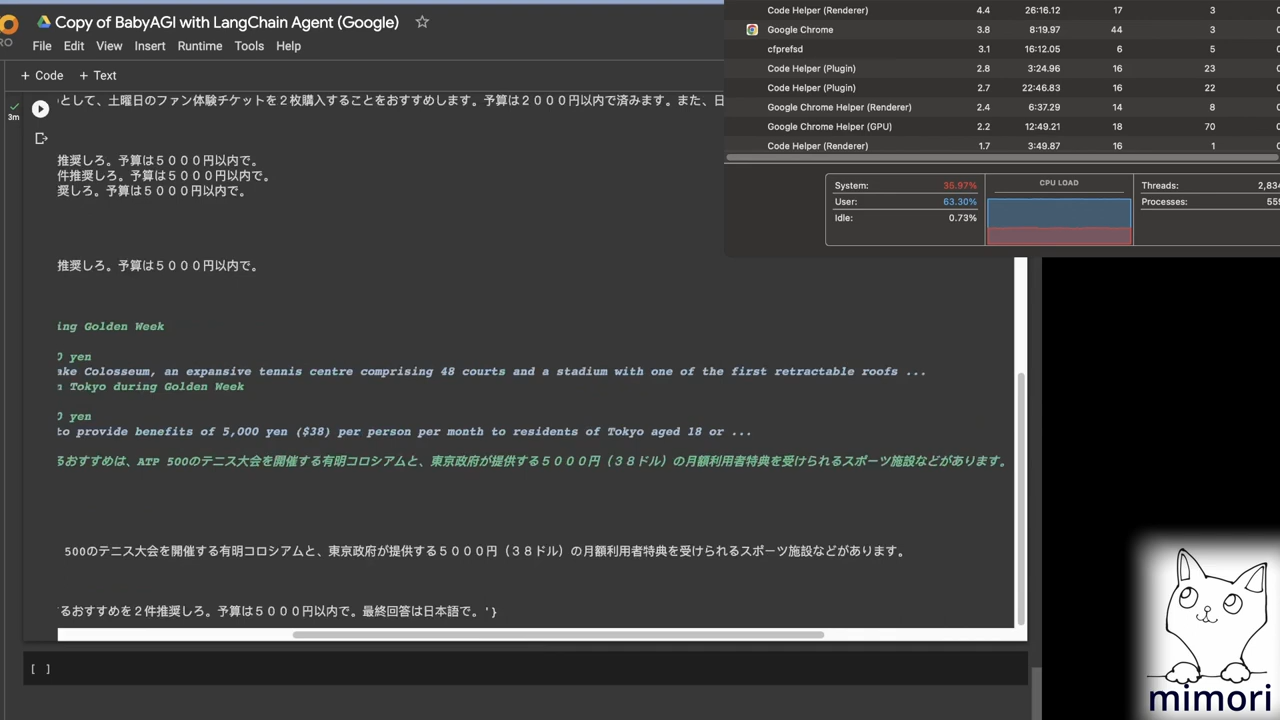 Copy of BabyAGI with LangChain Agent (Google)
File Edit View Insert Runtime Tools Help
+ Code + Text
3m
として、土曜日のファン体験チケットを２枚購入することをおすすめします。予算は２０００円以内で済みます。また、日
推奨しろ。予算は５０００円以内で。
件推奨しろ。予算は５０００円以内で。
奨しろ。予算は５０００円以内で。
推奨しろ。予算は５０００円以内で。
ing Golden Week
0 yen
ake Colosseum, an expansive tennis centre comprising 48 courts and a stadium with one of the first retractable roofs ...
n Tokyo during Golden Week
0 yen
to provide benefits of 5,000 yen ($38) per person per month to residents of Tokyo aged 18 or ...
るおすすめは、ATP 500のテニス大会を開催する有明コロシアムと、東京政府が提供する５０００円（３８ドル）の月額利用者特典を受けられるスポーツ施設などがあります。
500のテニス大会を開催する有明コロシアムと、東京政府が提供する５０００円（３８ドル）の月額利用者特典を受けられるスポーツ施設などがあります。
るおすすめを２件推奨しろ。予算は５０００円以内で。最終回答は日本語で。'}
[ ]
Code Helper (Renderer) 4.4 26:16.12 17 3
Google Chrome 3.8 8:19.97 44 3
cfprefsd 3.1 16:12.05 6 5
Code Helper (Plugin) 2.8 3:24.96 16 23
Code Helper (Plugin) 2.7 22:46.83 16 22
Google Chrome Helper (Renderer) 2.4 6:37.29 14 8
Google Chrome Helper (GPU) 2.2 12:49.21 18 70
Code Helper (Renderer) 1.7 3:49.87 16 1
System: 35.97%
User: 63.30%
Idle: 0.73%
CPU LOAD
Threads: 2,834
Processes: 559
mimori